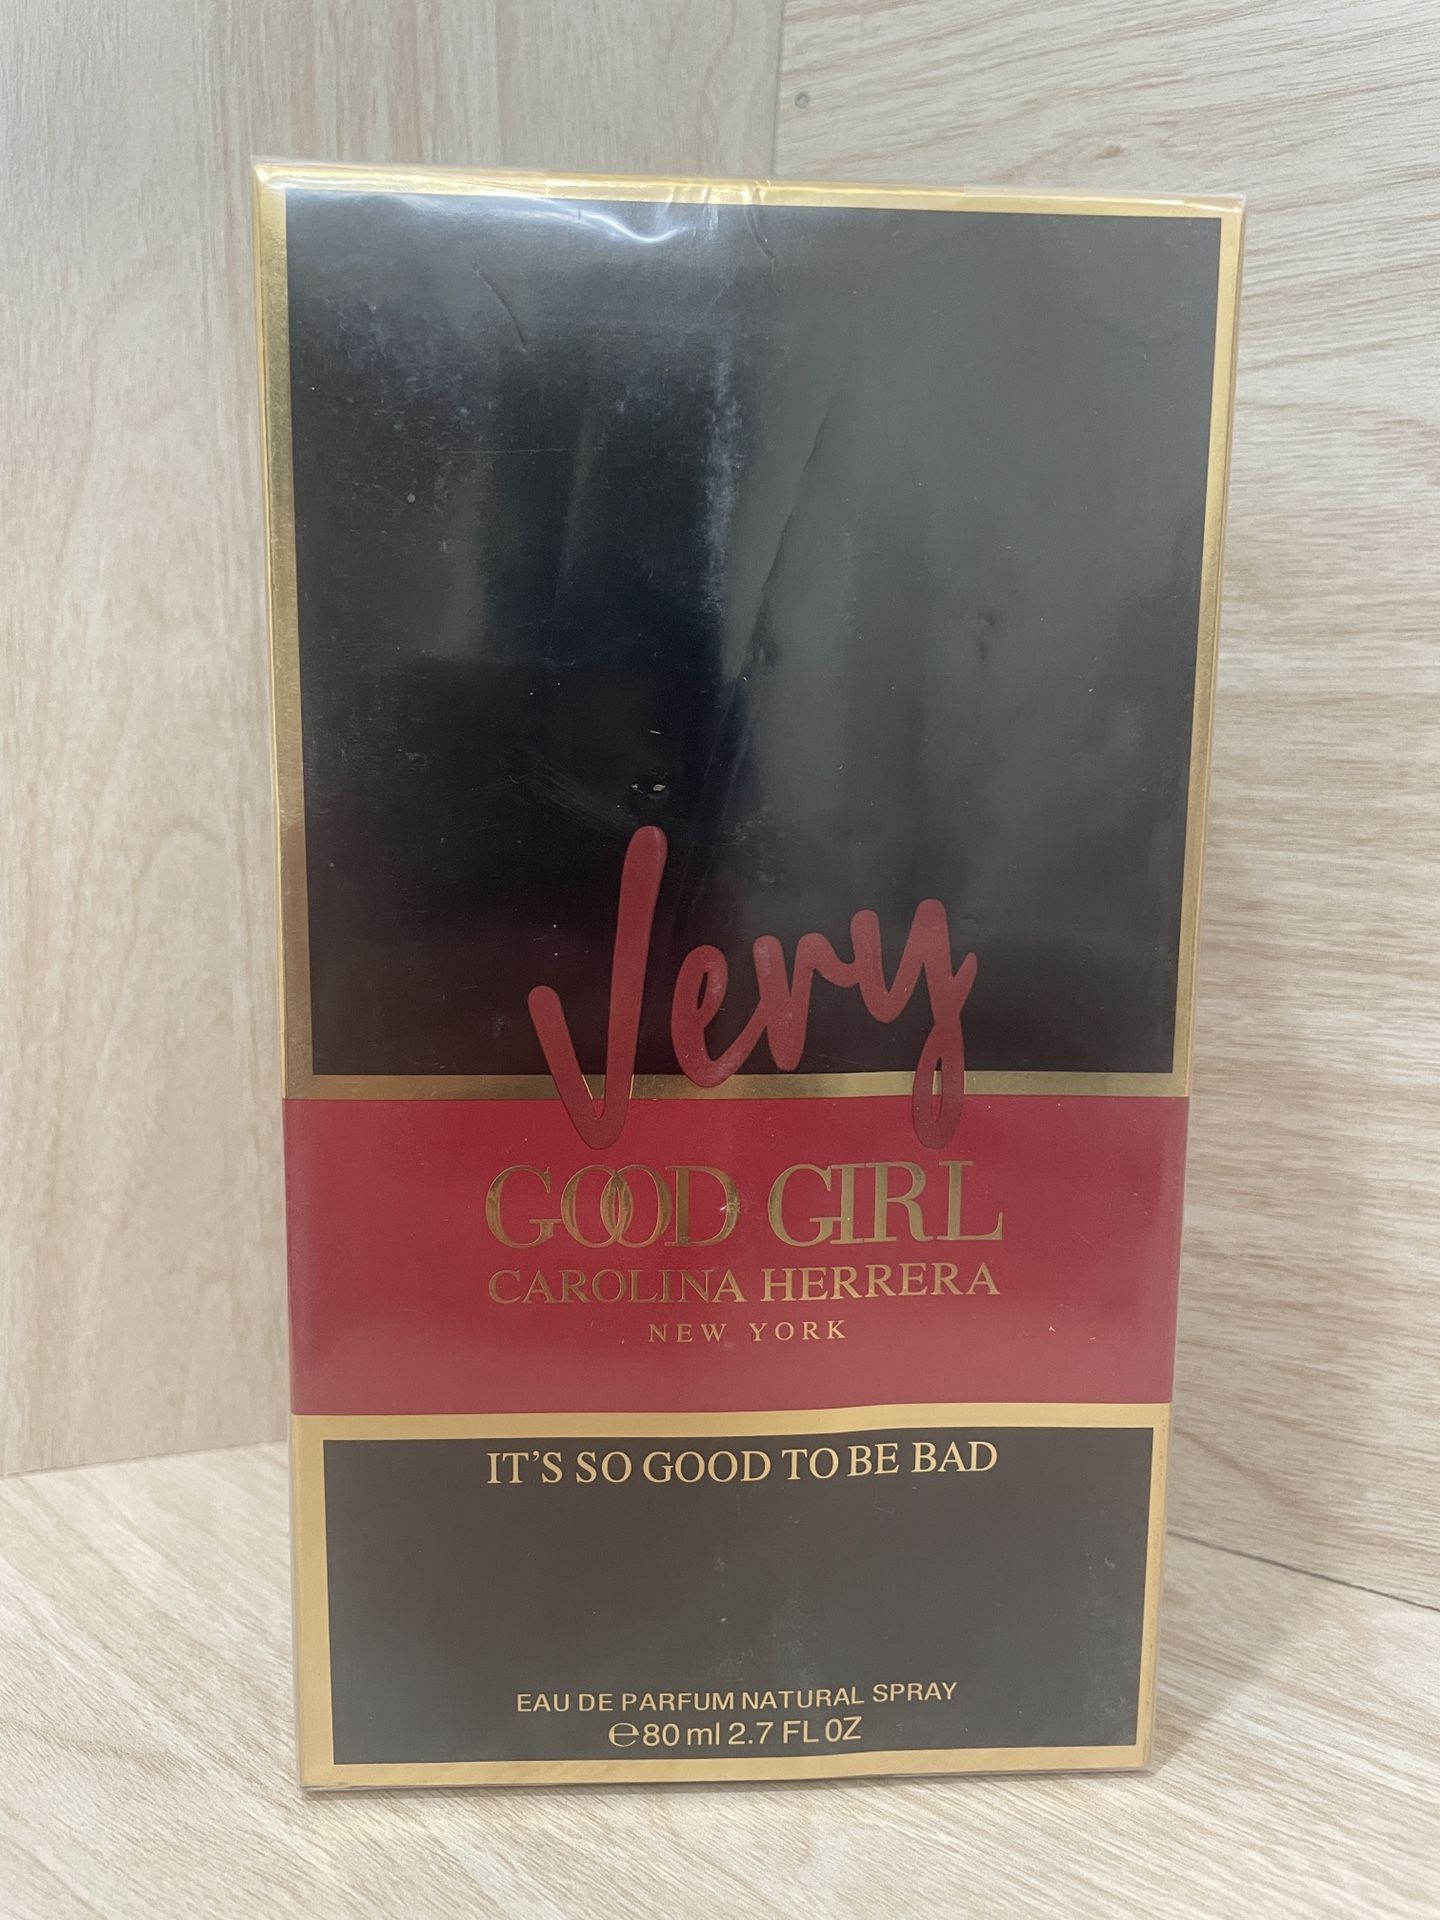 Very
GOOD GIRL
CAROLINA HERRERA
NEW YORK
IT'S SO GOOD TO BE BAD
EAU DE PARFUM NATURAL SPRAY
℮80 ml 2.7 FL OZ